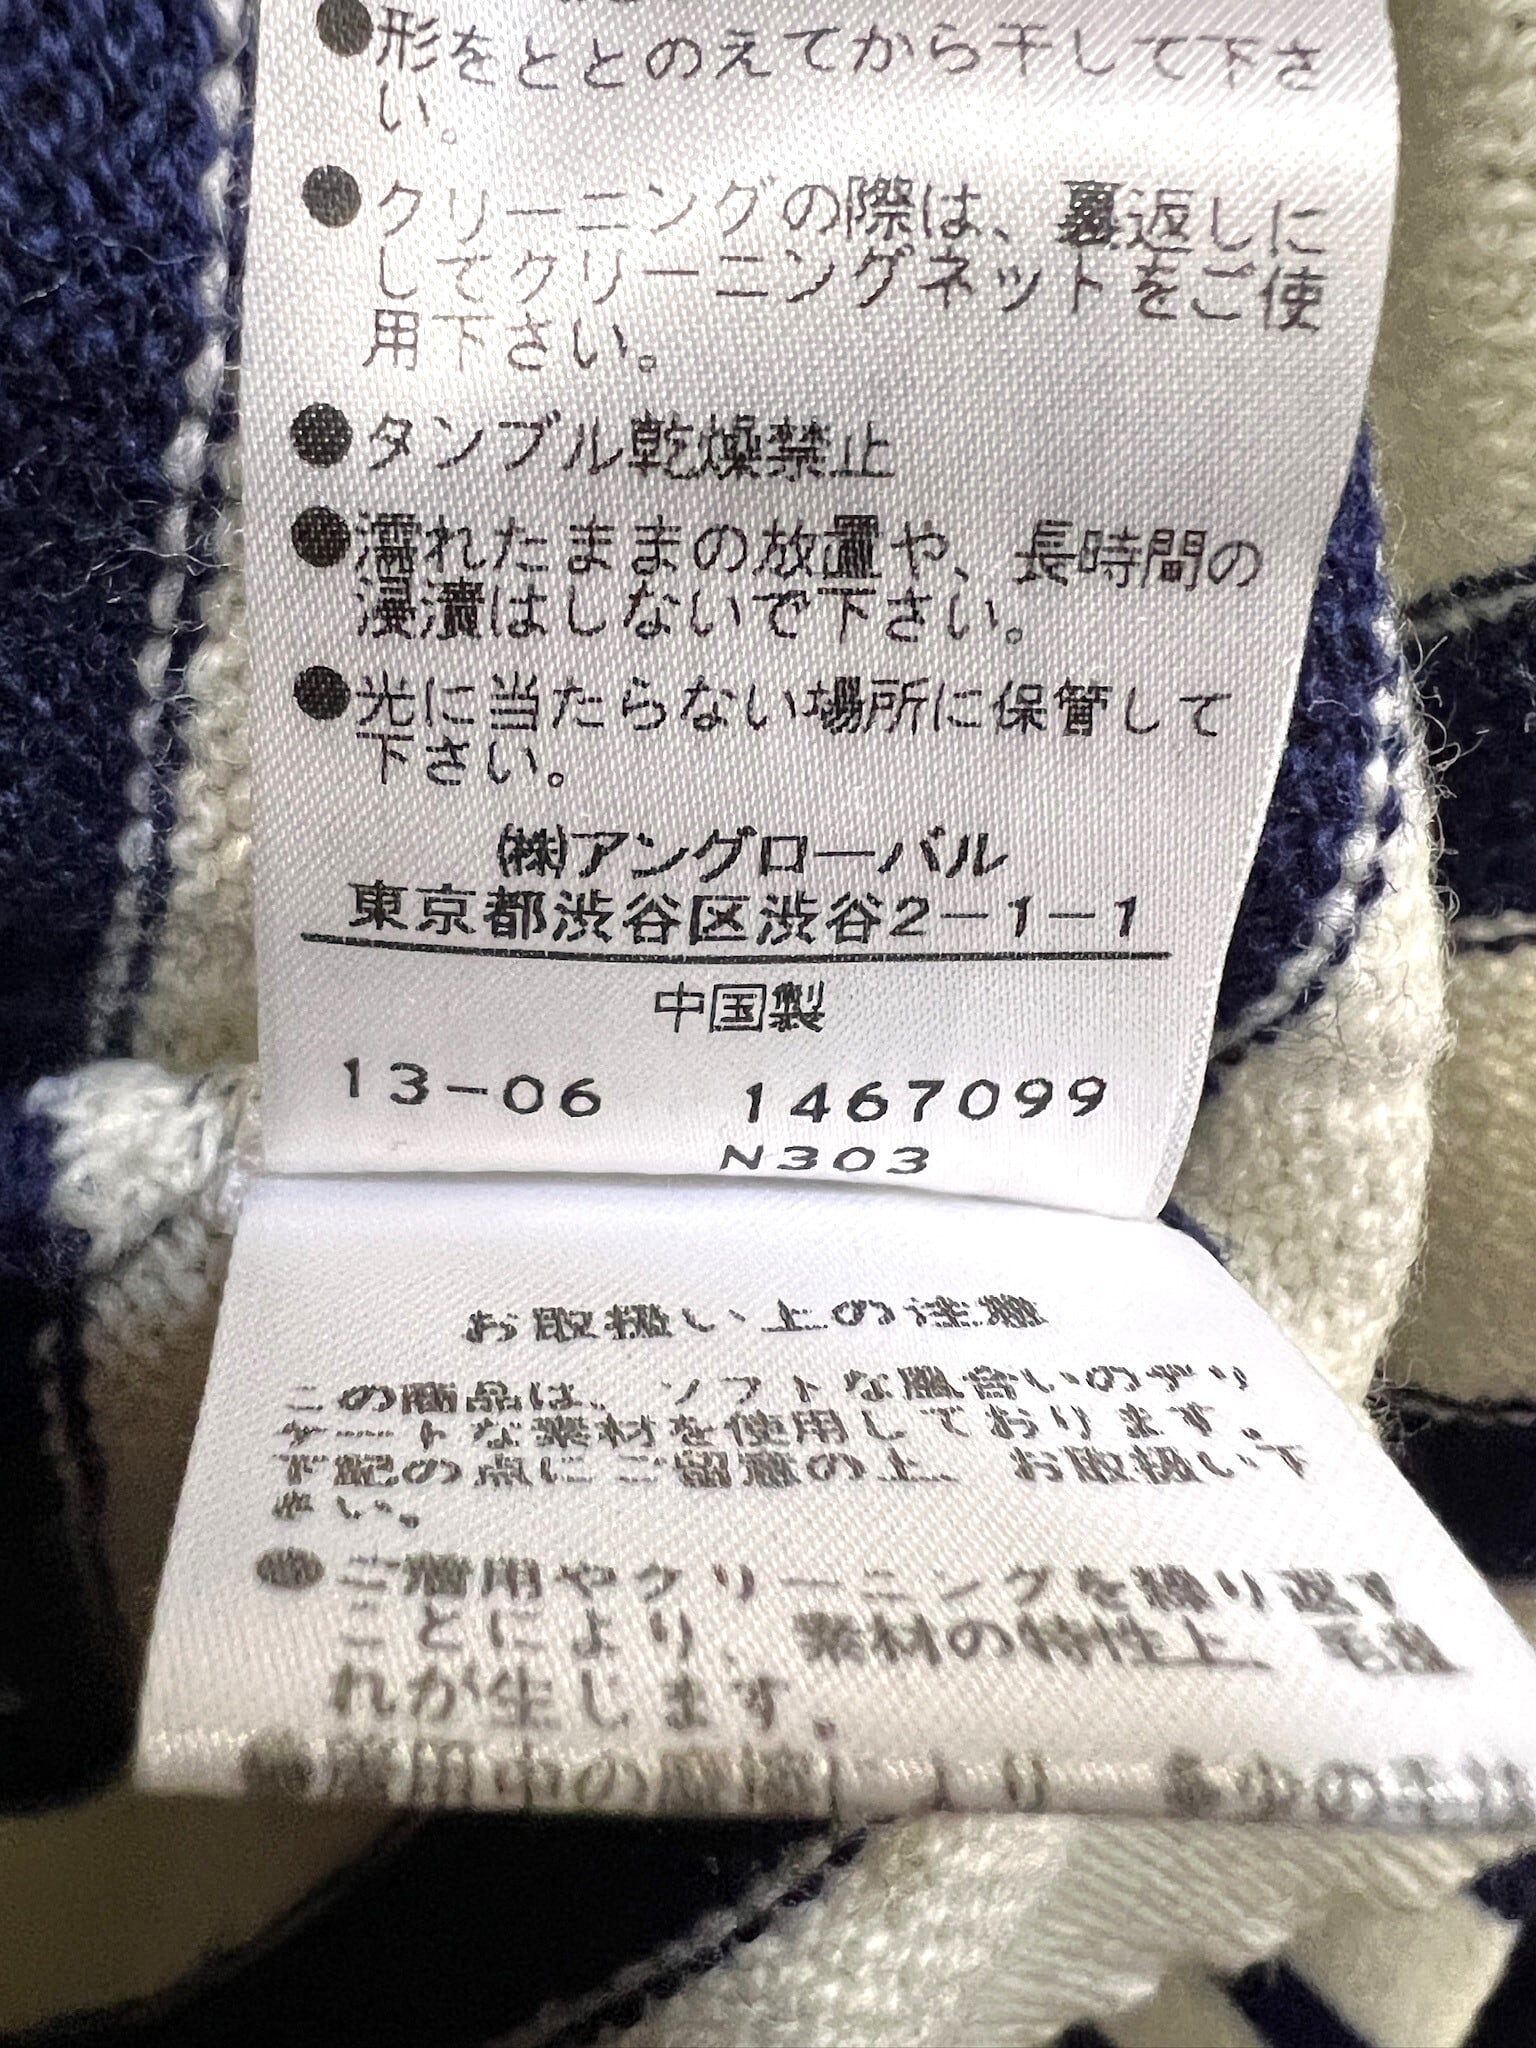 ●形をととのえてから干して下さ
い。
●クリーニングの際は、裏返しに
してクリーニングネットをご使
用下さい。
●タンブル乾燥禁止
●濡れたままの放置や、長時間の
浸漬はしないで下さい。
●光に当たらない場所に保管して
下さい。
㈱アングローバル
東京都渋谷区渋谷2-1-1
中国製
13-06 1467099
N303
お取扱い上の注意
この商品は、ソフトな風合いのデリ
ケートな素材を使用しております。
下記の点にご留意の上、お取扱い下
さい。
●ご着用やクリーニングを繰り返す
ことにより、素材の特性上、毛乱
れが生じます。
●着用中の摩擦により